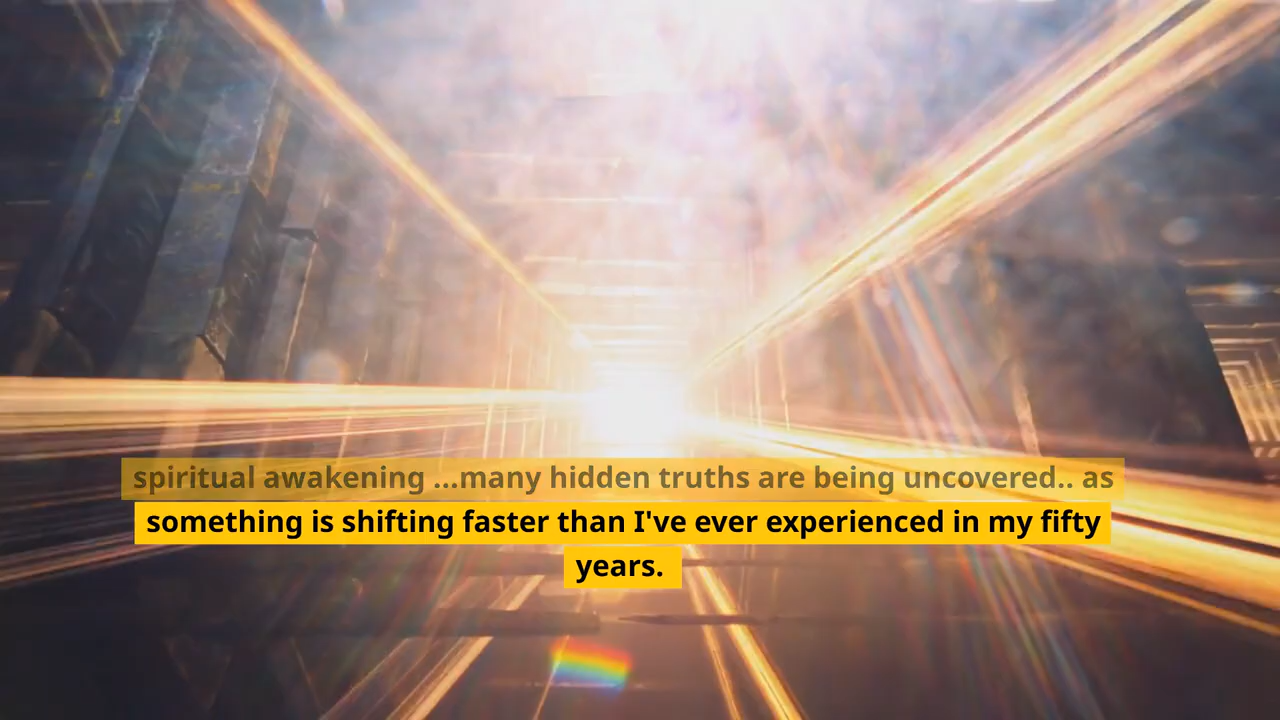 spiritual awakening ...many hidden truths are being uncovered.. as
something is shifting faster than I've ever experienced in my fifty
years.